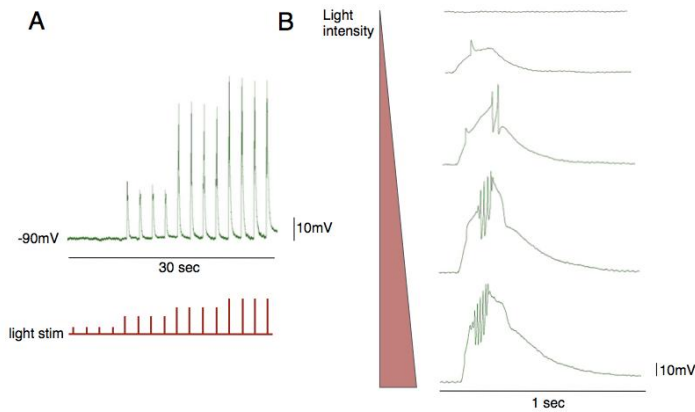 A
-90mV
10mV
30 sec
light stim
B
Light
intensity
10mV
1 sec